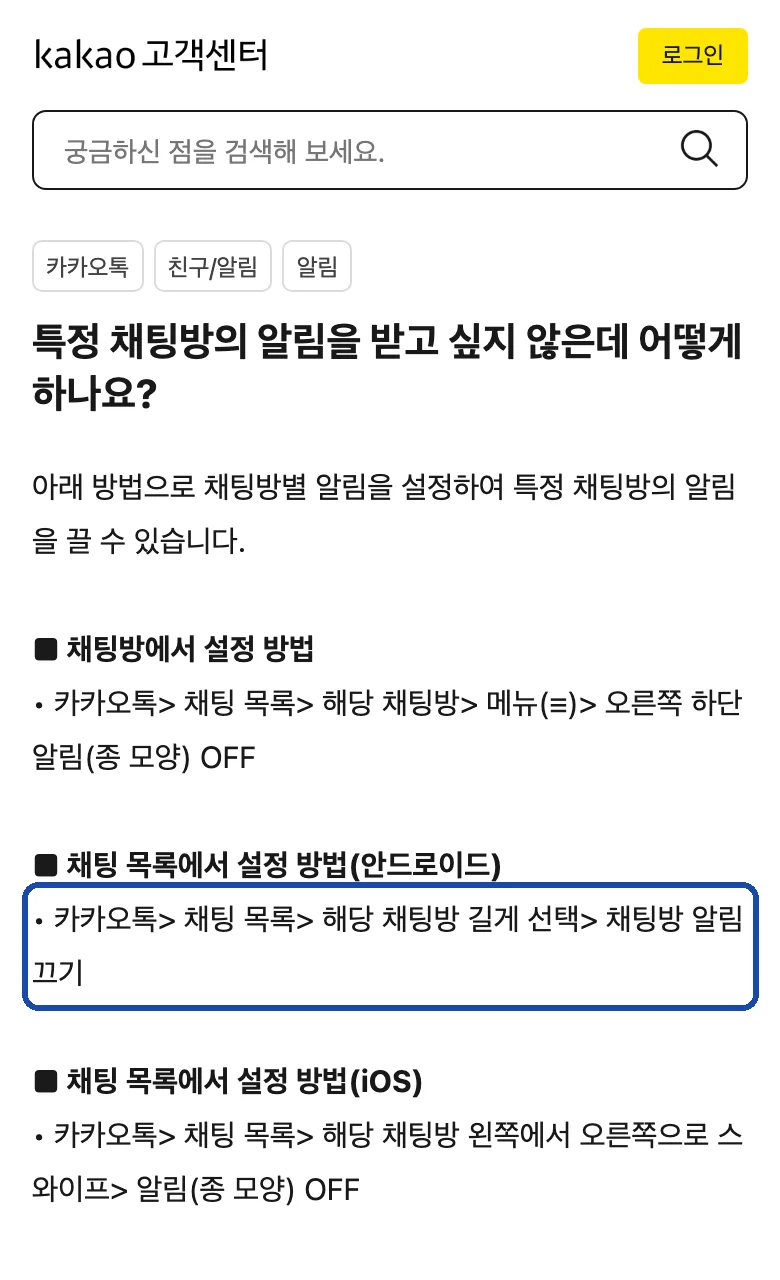 kakao 고객센터
로그인
궁금하신 점을 검색해 보세요.
카카오톡 친구/알림 알림
특정 채팅방의 알림을 받고 싶지 않은데 어떻게
하나요?
아래 방법으로 채팅방별 알림을 설정하여 특정 채팅방의 알림
을 끌 수 있습니다.
■ 채팅방에서 설정 방법
• 카카오톡> 채팅 목록> 해당 채팅방> 메뉴(≡)> 오른쪽 하단
알림(종 모양) OFF
■ 채팅 목록에서 설정 방법(안드로이드)
• 카카오톡> 채팅 목록> 해당 채팅방 길게 선택> 채팅방 알림
끄기
■ 채팅 목록에서 설정 방법(iOS)
• 카카오톡> 채팅 목록> 해당 채팅방 왼쪽에서 오른쪽으로 스
와이프> 알림(종 모양) OFF